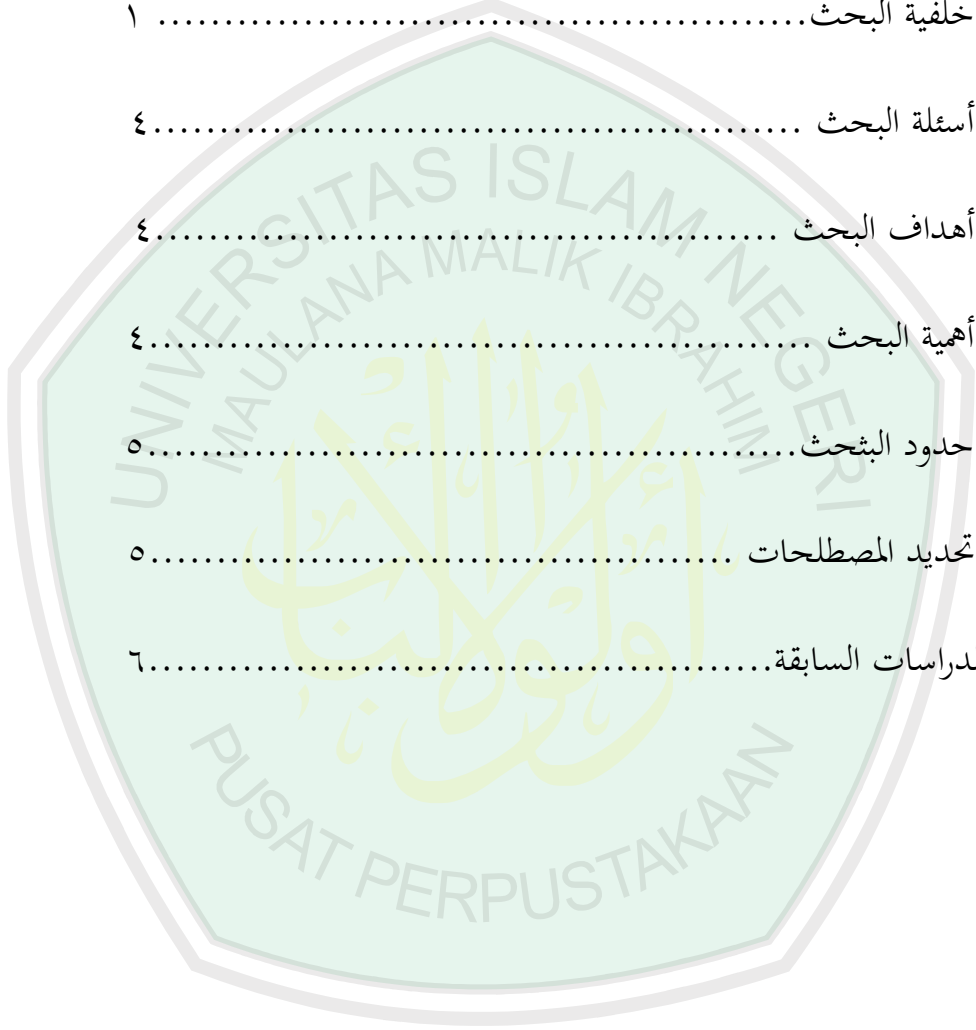 خلفية البحث................................................ ١
أسئلة البحث .................................................٤
أهداف البحث ...............................................٤
أهمية البحث ..................................................٤
حدود البثحث.................................................٥
تحديد المصطلحات ............................................٥
لدراسات السابقة...............................................٦
UNIVERSITAS ISLAM NEGERI
MAULANA MALIK IBRAHIM
PUSAT PERPUSTAKAAN